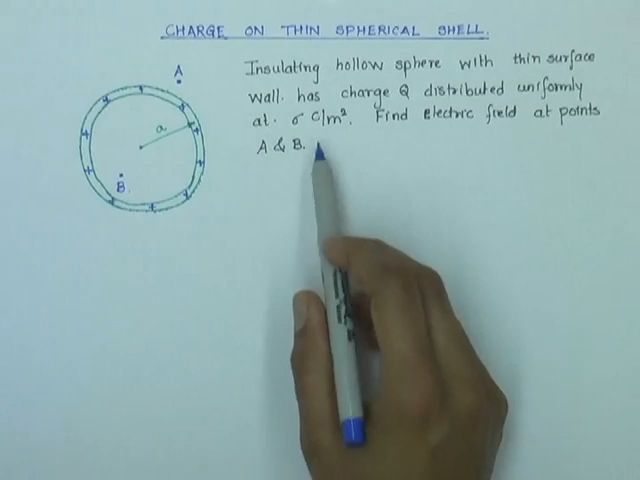 CHARGE ON THIN SPHERICAL SHELL.
A
Insulating hollow sphere with thin surface
wall. has charge Q distributed uniformly
at. σ C/m². Find Electric field at points
A & B.
a
B
+ + + + + + + + + +